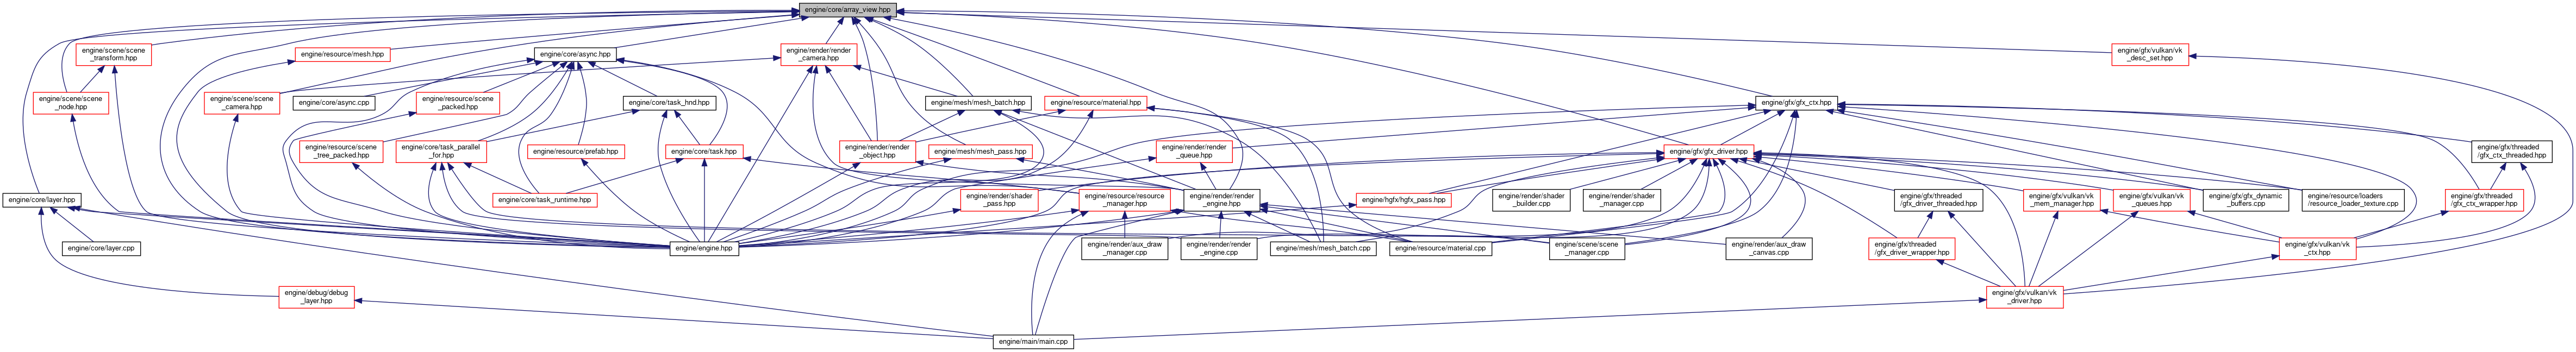 engine/core/array_view.hpp
engine/scene/scene
_transform.hpp
engine/resource/mesh.hpp
engine/core/async.hpp
engine/render/render
_camera.hpp
engine/gfx/vulkan/vk
_desc_set.hpp
engine/scene/scene
_node.hpp
engine/scene/scene
_camera.hpp
engine/core/async.cpp
engine/resource/scene
_packed.hpp
engine/core/task_hnd.hpp
engine/mesh/mesh_batch.hpp
engine/resource/material.hpp
engine/gfx/gfx_ctx.hpp
engine/resource/scene
_tree_packed.hpp
engine/core/task_parallel
_for.hpp
engine/resource/prefab.hpp
engine/core/task.hpp
engine/render/render
_object.hpp
engine/mesh/mesh_pass.hpp
engine/render/render
_queue.hpp
engine/gfx/gfx_driver.hpp
engine/gfx/threaded
/gfx_ctx_threaded.hpp
engine/core/layer.hpp
engine/core/task_runtime.hpp
engine/render/shader
_pass.hpp
engine/resource/resource
_manager.hpp
engine/render/render
_engine.hpp
engine/hgfx/hgfx_pass.hpp
engine/render/shader
_builder.cpp
engine/render/shader
_manager.cpp
engine/gfx/threaded
/gfx_driver_threaded.hpp
engine/gfx/vulkan/vk
_mem_manager.hpp
engine/gfx/vulkan/vk
_queues.hpp
engine/gfx/gfx_dynamic
_buffers.cpp
engine/resource/loaders
/resource_loader_texture.cpp
engine/gfx/threaded
/gfx_ctx_wrapper.hpp
engine/core/layer.cpp
engine/engine.hpp
engine/render/aux_draw
_manager.cpp
engine/render/render
_engine.cpp
engine/mesh/mesh_batch.cpp
engine/resource/material.cpp
engine/scene/scene
_manager.cpp
engine/render/aux_draw
_canvas.cpp
engine/gfx/threaded
/gfx_driver_wrapper.hpp
engine/gfx/vulkan/vk
_ctx.hpp
engine/debug/debug
_layer.hpp
engine/gfx/vulkan/vk
_driver.hpp
engine/main/main.cpp